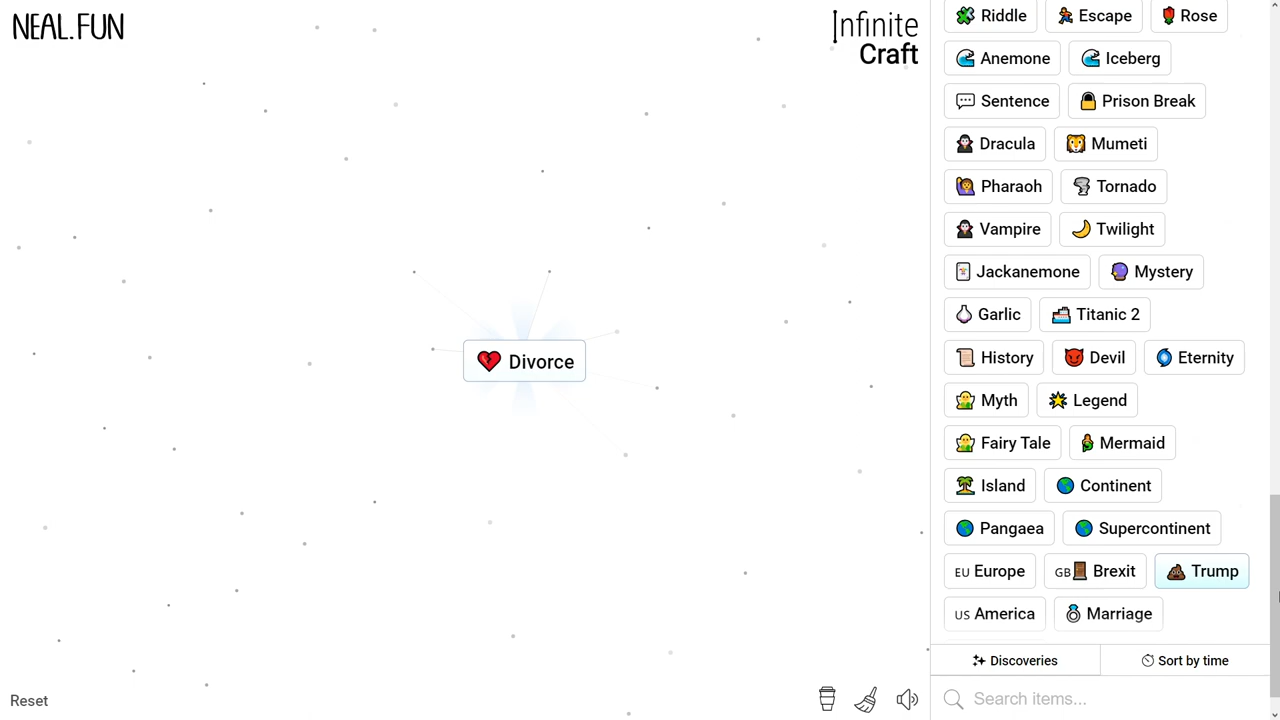 NEAL.FUN
Infinite
Craft
Divorce
Reset
Riddle
Escape
Rose
Anemone
Iceberg
Sentence
Prison Break
Dracula
Mumeti
Pharaoh
Tornado
Vampire
Twilight
Jackanemone
Mystery
Garlic
Titanic 2
History
Devil
Eternity
Myth
Legend
Fairy Tale
Mermaid
Island
Continent
Pangaea
Supercontinent
EU Europe
GB Brexit
Trump
US America
Marriage
Discoveries
Sort by time
Search items...